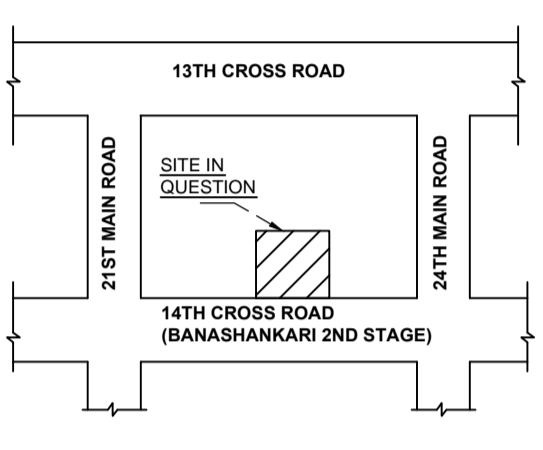 13TH CROSS ROAD
21ST MAIN ROAD
SITE IN
QUESTION
24TH MAIN ROAD
14TH CROSS ROAD
(BANASHANKARI 2ND STAGE)